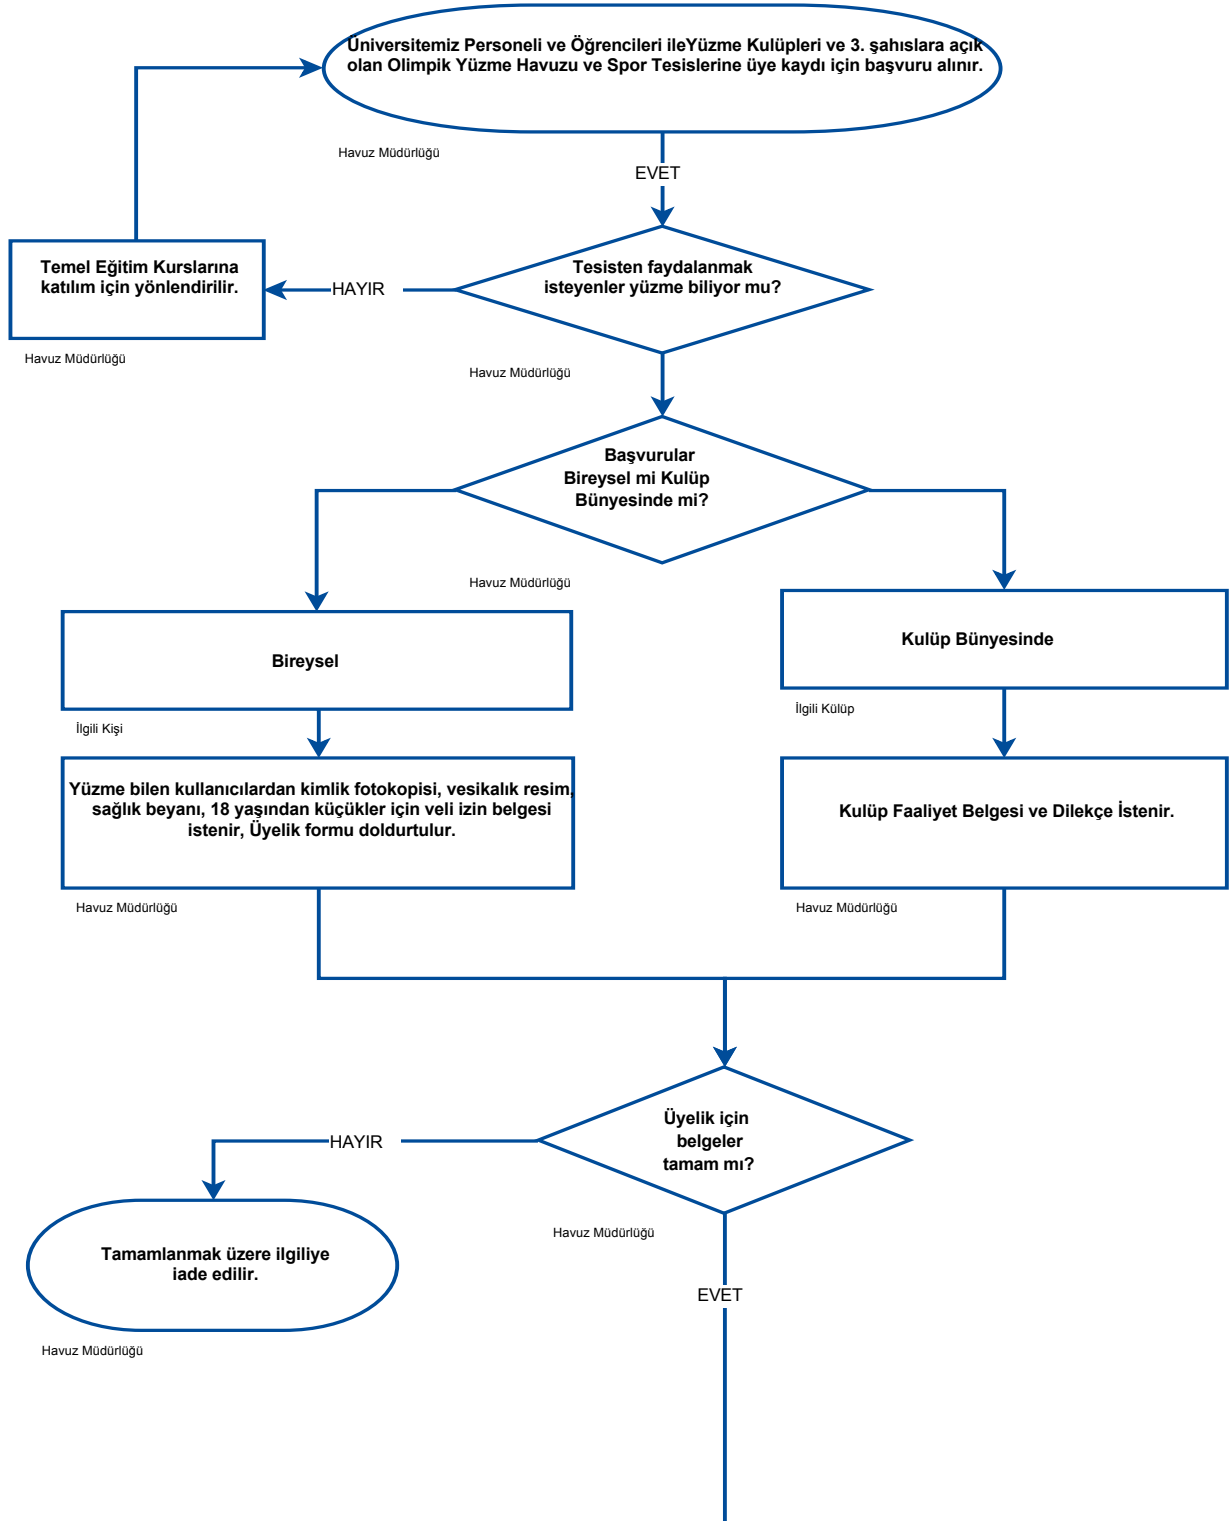 Üniversitemiz Personeli ve Öğrencileri ileYüzme Kulüpleri ve 3. şahıslara açık
olan Olimpik Yüzme Havuzu ve Spor Tesislerine üye kaydı için başvuru alınır.
Havuz Müdürlüğü
EVET
Temel Eğitim Kurslarına
katılım için yönlendirilir.
HAYIR
Tesisten faydalanmak
isteyenler yüzme biliyor mu?
Havuz Müdürlüğü
Havuz Müdürlüğü
Başvurular
Bireysel mi Kulüp
Bünyesinde mi?
Havuz Müdürlüğü
Bireysel
Kulüp Bünyesinde
İlgili Kişi
İlgili Külüp
Yüzme bilen kullanıcılardan kimlik fotokopisi, vesikalık resim,
sağlık beyanı, 18 yaşından küçükler için veli izin belgesi
istenir, Üyelik formu doldurtulur.
Kulüp Faaliyet Belgesi ve Dilekçe İstenir.
Havuz Müdürlüğü
Havuz Müdürlüğü
Üyelik için
belgeler
tamam mı?
HAYIR
Havuz Müdürlüğü
Tamamlanmak üzere ilgiliye
iade edilir.
EVET
Havuz Müdürlüğü